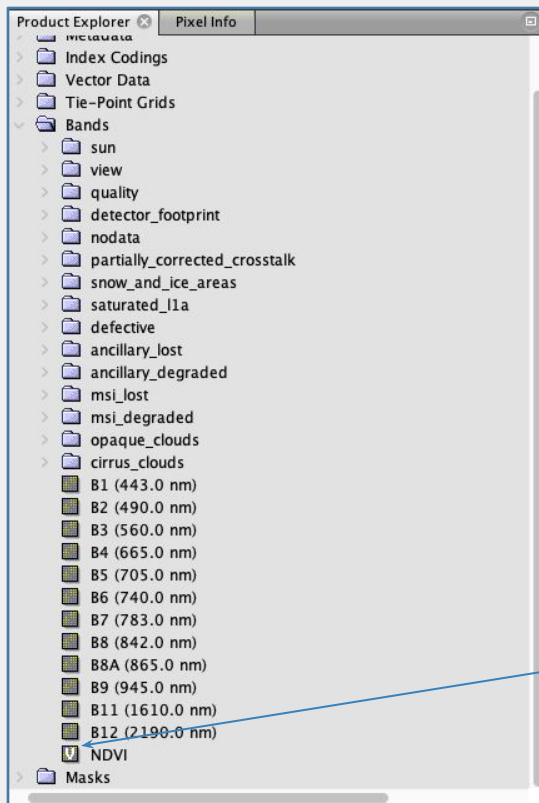 Product Explorer Pixel Info
Metadata
Index Codings
Vector Data
Tie-Point Grids
Bands
sun
view
quality
detector_footprint
nodata
partially_corrected_crosstalk
snow_and_ice_areas
saturated_l1a
defective
ancillary_lost
ancillary_degraded
msi_lost
msi_degraded
opaque_clouds
cirrus_clouds
B1 (443.0 nm)
B2 (490.0 nm)
B3 (560.0 nm)
B4 (665.0 nm)
B5 (705.0 nm)
B6 (740.0 nm)
B7 (783.0 nm)
B8 (842.0 nm)
B8A (865.0 nm)
B9 (945.0 nm)
B11 (1610.0 nm)
B12 (2190.0 nm)
V NDVI
Masks